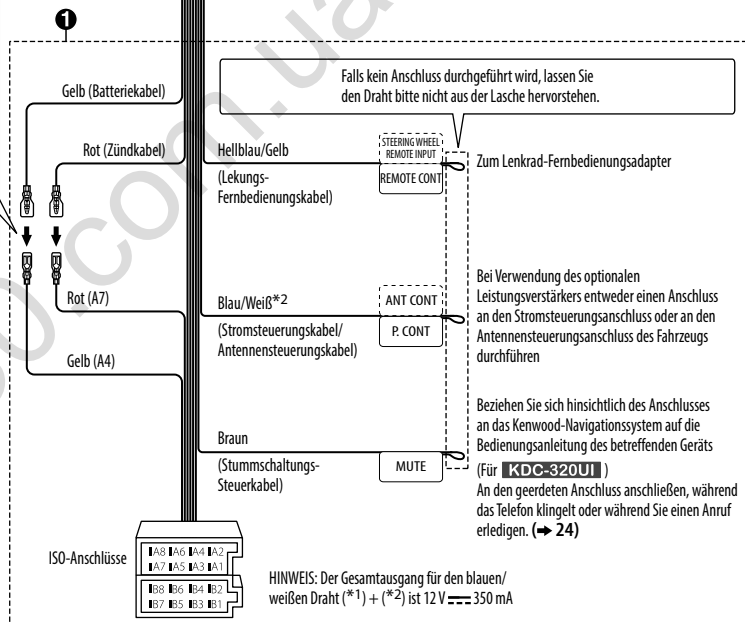 1
Falls kein Anschluss durchgeführt wird, lassen Sie
den Draht bitte nicht aus der Lasche hervorstehen.
Gelb (Batteriekabel)
Rot (Zündkabel)
Hellblau/Gelb
(Lekungs-
Fernbedienungskabel)
STEERING WHEEL
REMOTE INPUT
REMOTE CONT
Zum Lenkrad-Fernbedienungsadapter
Rot (A7)
Gelb (A4)
Blau/Weiß*2
(Stromsteuerungskabel/
Antennensteuerungskabel)
ANT CONT
P. CONT
Bei Verwendung des optionalen
Leistungsverstärkers entweder einen Anschluss
an den Stromsteuerungsanschluss oder an den
Antennensteuerungsanschluss des Fahrzeugs
durchführen
Braun
(Stummschaltungs-
Steuerkabel)
MUTE
Beziehen Sie sich hinsichtlich des Anschlusses
an das Kenwood-Navigationssystem auf die
Bedienungsanleitung des betreffenden Geräts
(Für KDC-320UI )
An den geerdeten Anschluss anschließen, während
das Telefon klingelt oder während Sie einen Anruf
erledigen. (➜ 24)
ISO-Anschlüsse
A8 A6 A4 A2
A7 A5 A3 A1
B8 B6 B4 B2
B7 B5 B3 B1
HINWEIS: Der Gesamtausgang für den blauen/
weißen Draht (*1) + (*2) ist 12 V ⎓ 350 mA